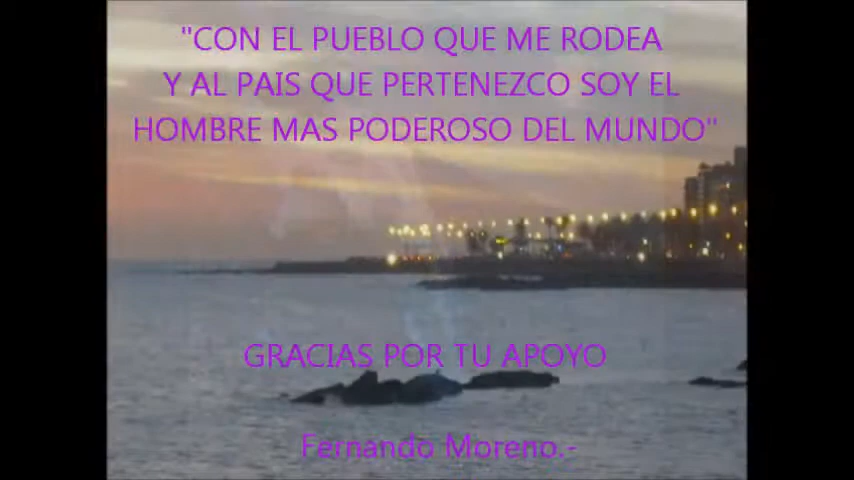 "CON EL PUEBLO QUE ME RODEA
Y AL PAIS QUE PERTENEZCO SOY EL
HOMBRE MAS PODEROSO DEL MUNDO"
GRACIAS POR TU APOYO
Fernando Moreno.-